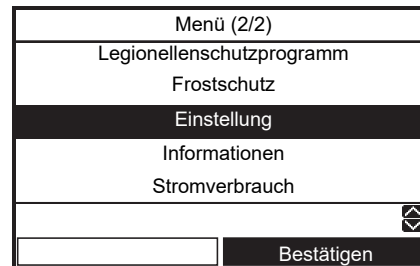 Menü (2/2)
Legionellenschutzprogramm
Frostschutz
Einstellung
Informationen
Stromverbrauch
Bestätigen